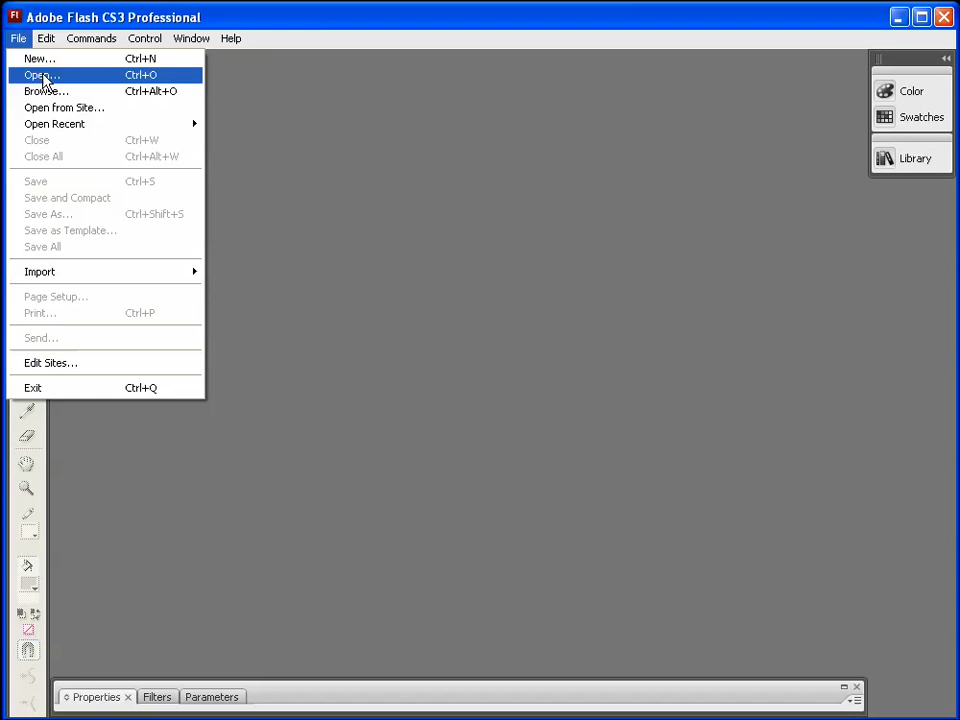 Fl Adobe Flash CS3 Professional
File Edit Commands Control Window Help
New... Ctrl+N
Open... Ctrl+O
Browse... Ctrl+Alt+O
Open from Site...
Open Recent
Close Ctrl+W
Close All Ctrl+Alt+W
Save Ctrl+S
Save and Compact
Save As... Ctrl+Shift+S
Save as Template...
Save All
Import
Page Setup...
Print... Ctrl+P
Send...
Edit Sites...
Exit Ctrl+Q
Color
Swatches
Library
Properties Filters Parameters